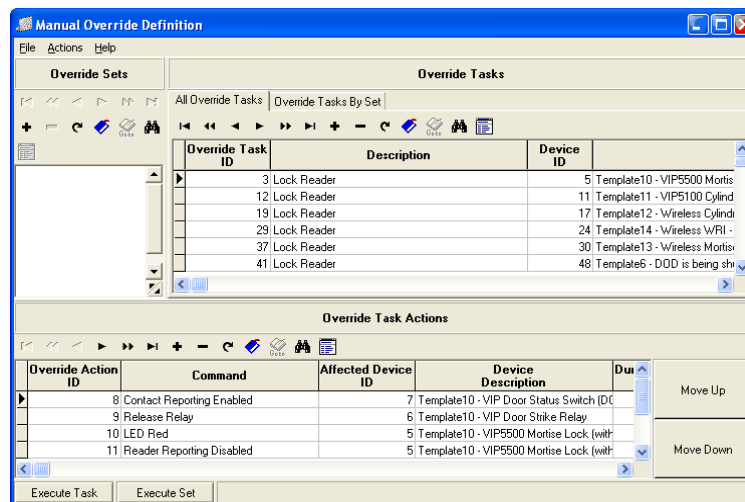 Manual Override Definition
File Actions Help
Override Sets
Override Tasks
All Override Tasks Override Tasks By Set
Goto
Goto
Override Task ID Description Device ID
3 Lock Reader 5 Template10 - VIP5500 Mortis
12 Lock Reader 11 Template11 - VIP5100 Cylind
19 Lock Reader 17 Template12 - Wireless Cylind
29 Lock Reader 24 Template14 - Wireless WRI -
37 Lock Reader 30 Template13 - Wireless Mortis
41 Lock Reader 48 Template6 - DOD is being sh
Override Task Actions
Goto
Override Action ID Command Affected Device ID Device Description Du
8 Contact Reporting Enabled 7 Template10 - VIP Door Status Switch (DO
9 Release Relay 6 Template10 - VIP Door Strike Relay
10 LED Red 5 Template10 - VIP5500 Mortise Lock (with
11 Reader Reporting Disabled 5 Template10 - VIP5500 Mortise Lock (with
Move Up
Move Down
Execute Task Execute Set